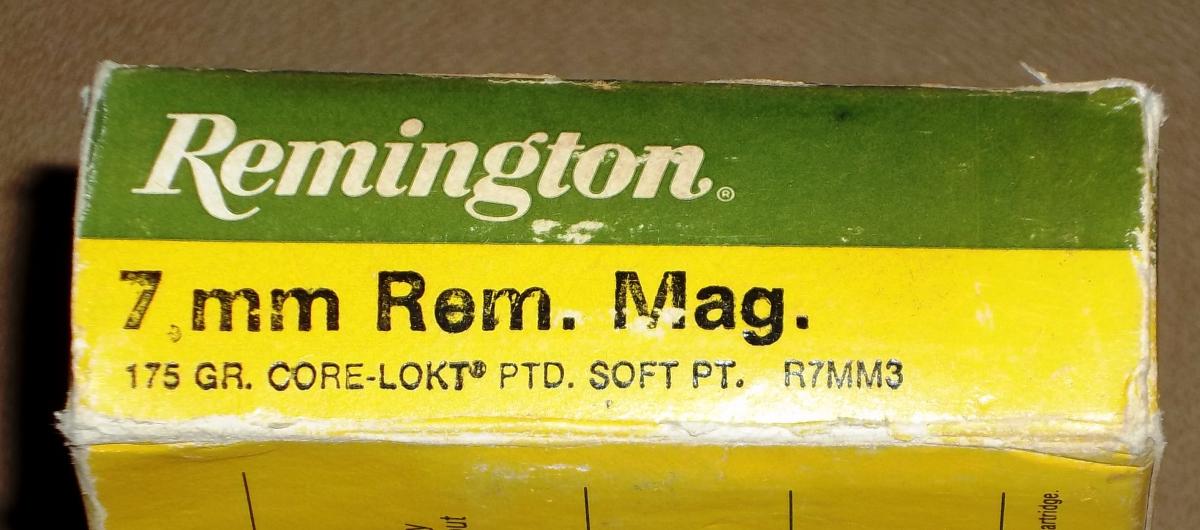 Remington®
7 mm Rem. Mag.
175 GR. CORE-LOKT® PTD. SOFT PT. R7MM3